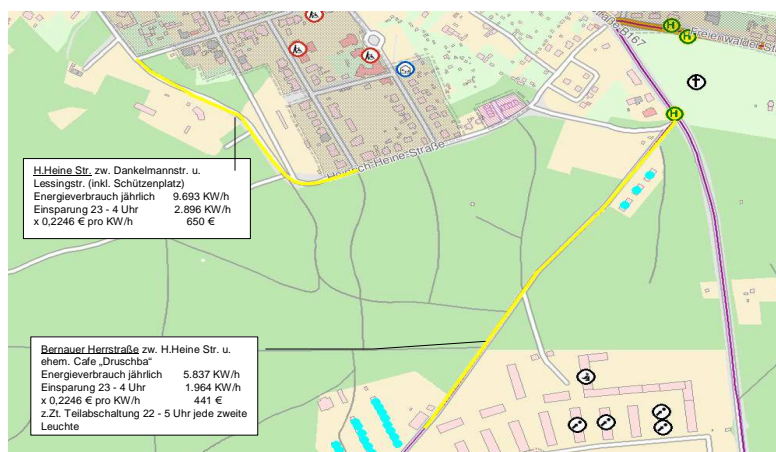 straße B167
Freienwalder St
H
H
H
Heinrich-Heine-Straße
H.Heine Str. zw. Dankelmannstr. u.
Lessingstr. (inkl. Schützenplatz)
Energieverbrauch jährlich 9.693 KW/h
Einsparung 23 - 4 Uhr 2.896 KW/h
x 0,2246 € pro KW/h 650 €
Bernauer Herrstraße zw. H.Heine Str. u.
ehem. Cafe „Druschba“
Energieverbrauch jährlich 5.837 KW/h
Einsparung 23 - 4 Uhr 1.964 KW/h
x 0,2246 € pro KW/h 441 €
z.Zt. Teilabschaltung 22 - 5 Uhr jede zweite
Leuchte